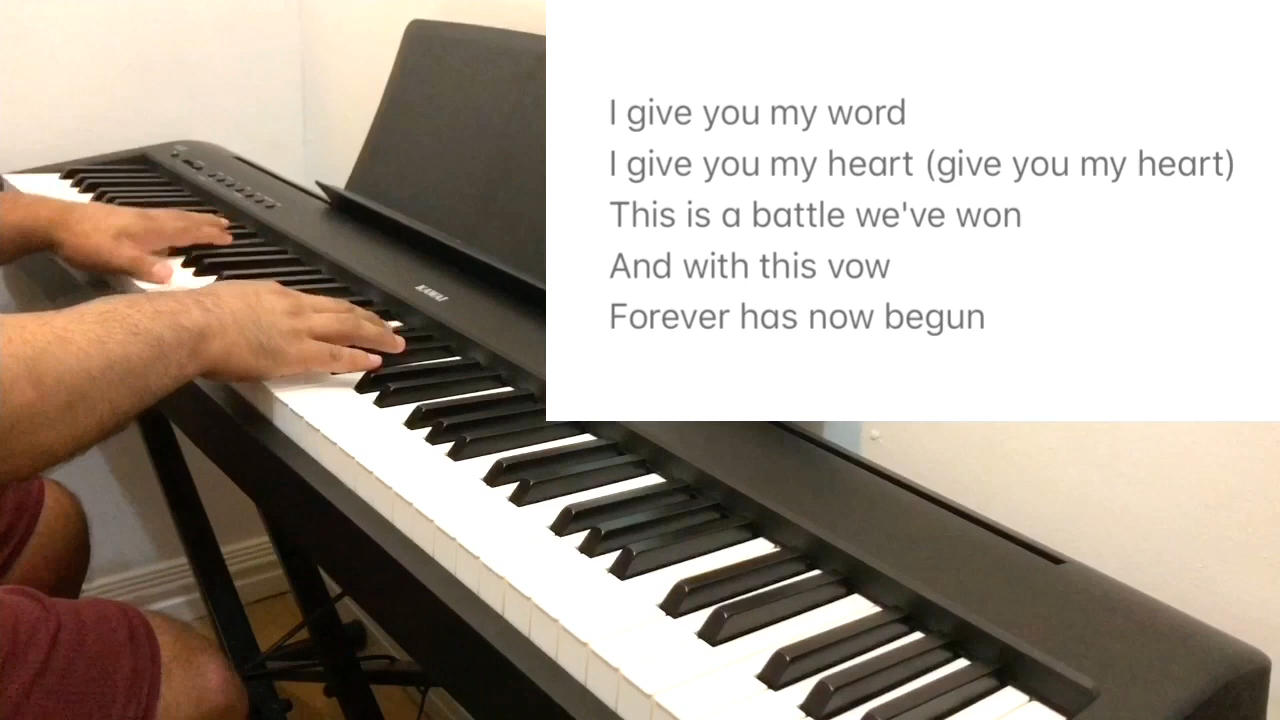 I give you my word
I give you my heart (give you my heart)
This is a battle we've won
And with this vow
Forever has now begun
KAWAI